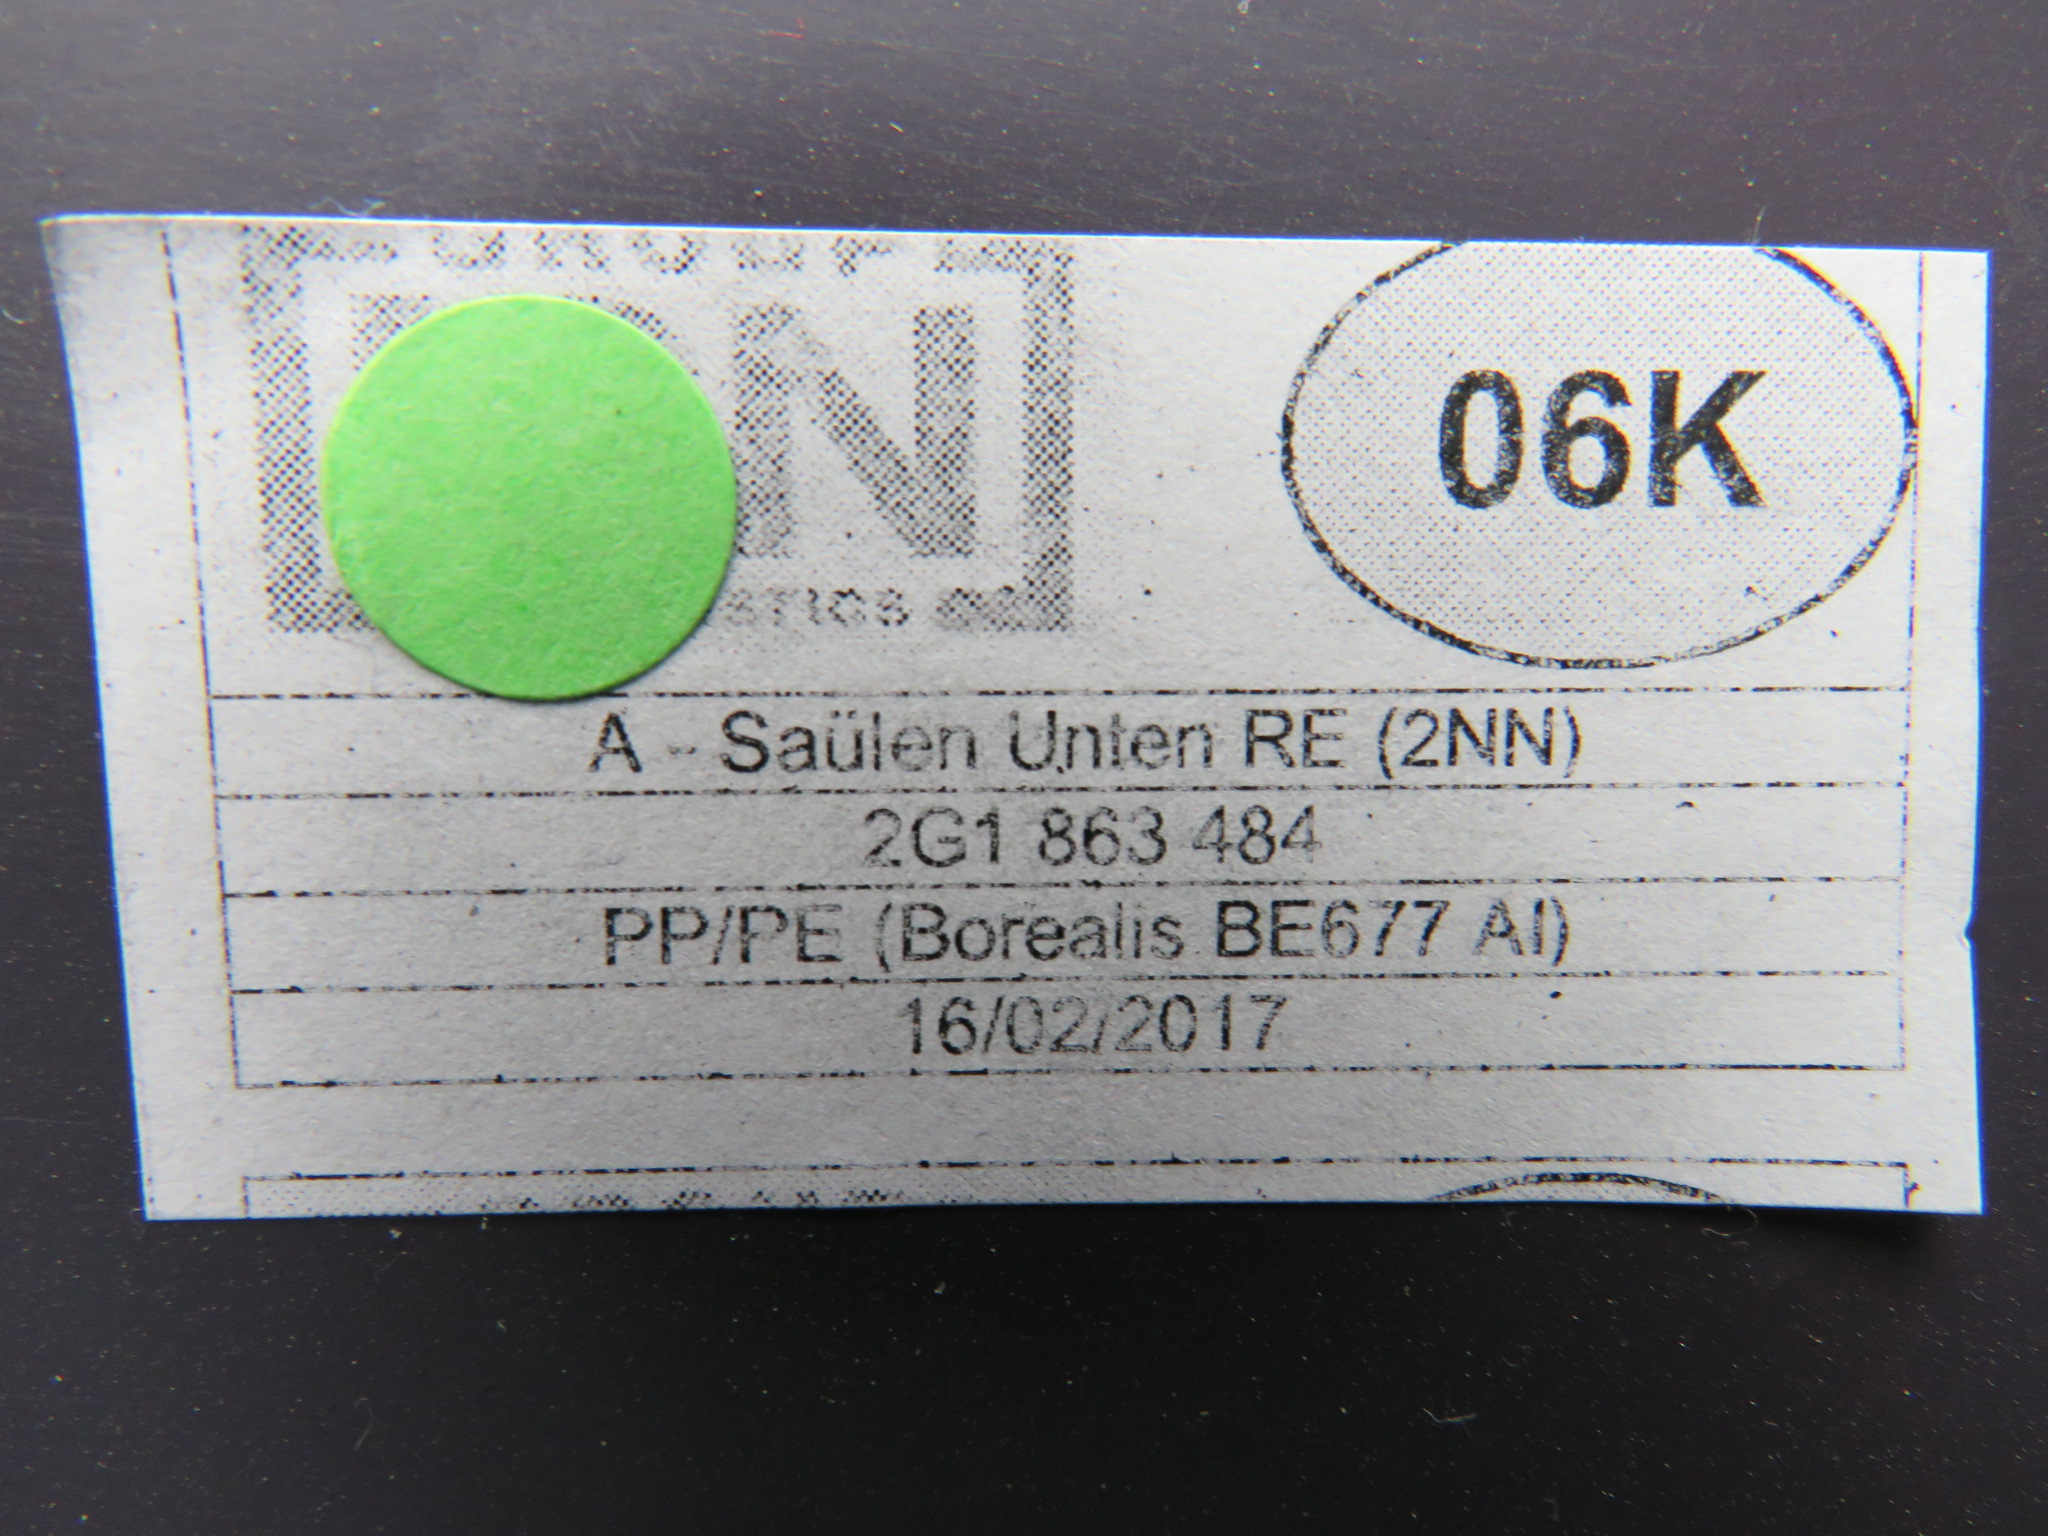 06K
A - Saülen Unten RE (2NN)
2G1 863 484
PP/PE (Borealis BE677 AI)
16/02/2017